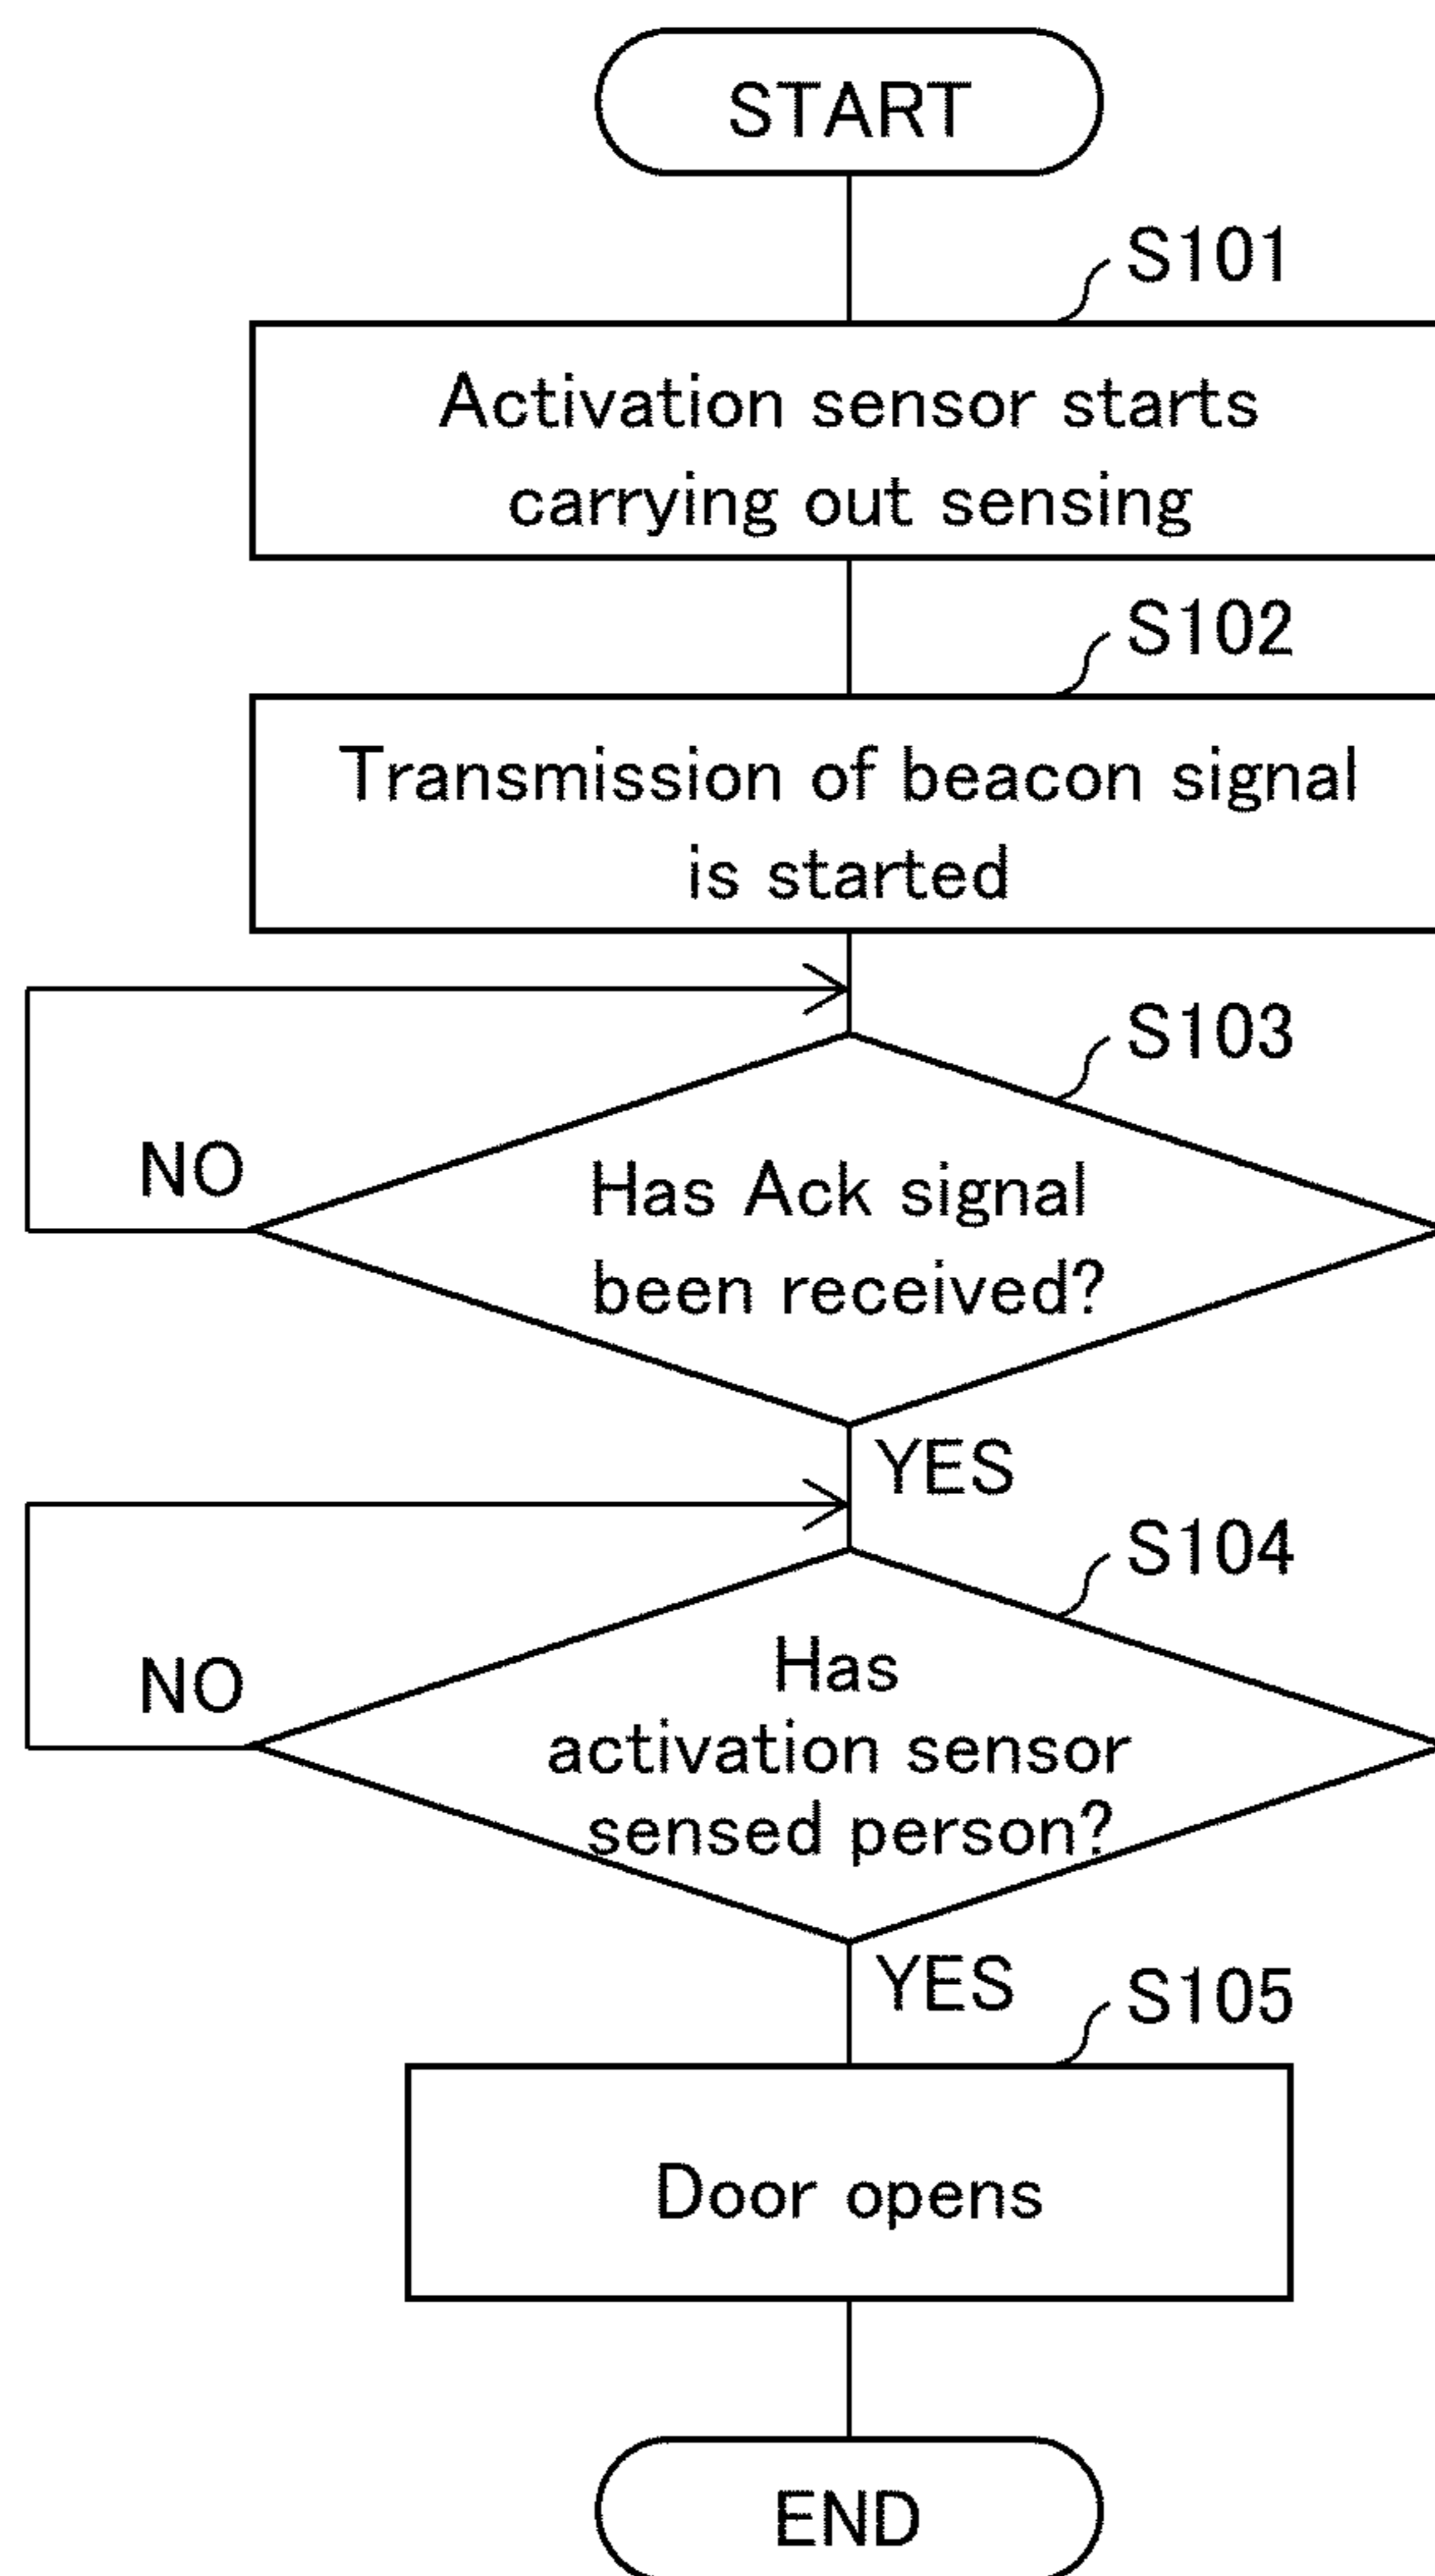 START
S101
Activation sensor starts
carrying out sensing
S102
Transmission of beacon signal
is started
S103
NO
Has Ack signal
been received?
YES
S104
NO
Has
activation sensor
sensed person?
YES
S105
Door opens
END